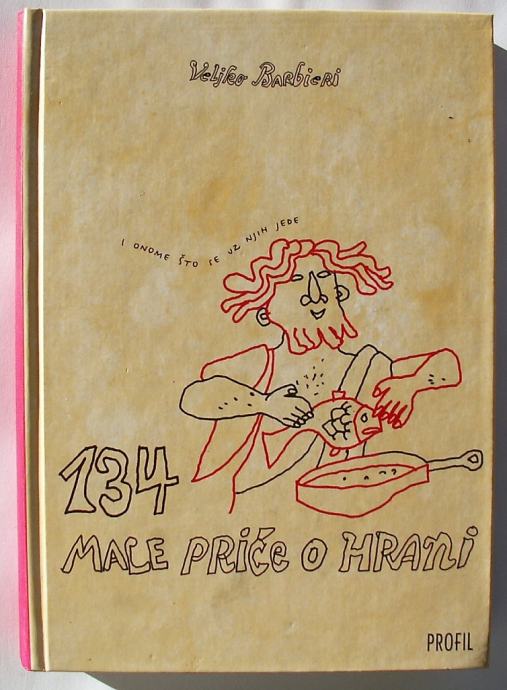 Veljko Barbieri
I ONOME ŠTO SE UZ NJIH JEDE
134
MALE PRIČE O HRANI
PROFIL